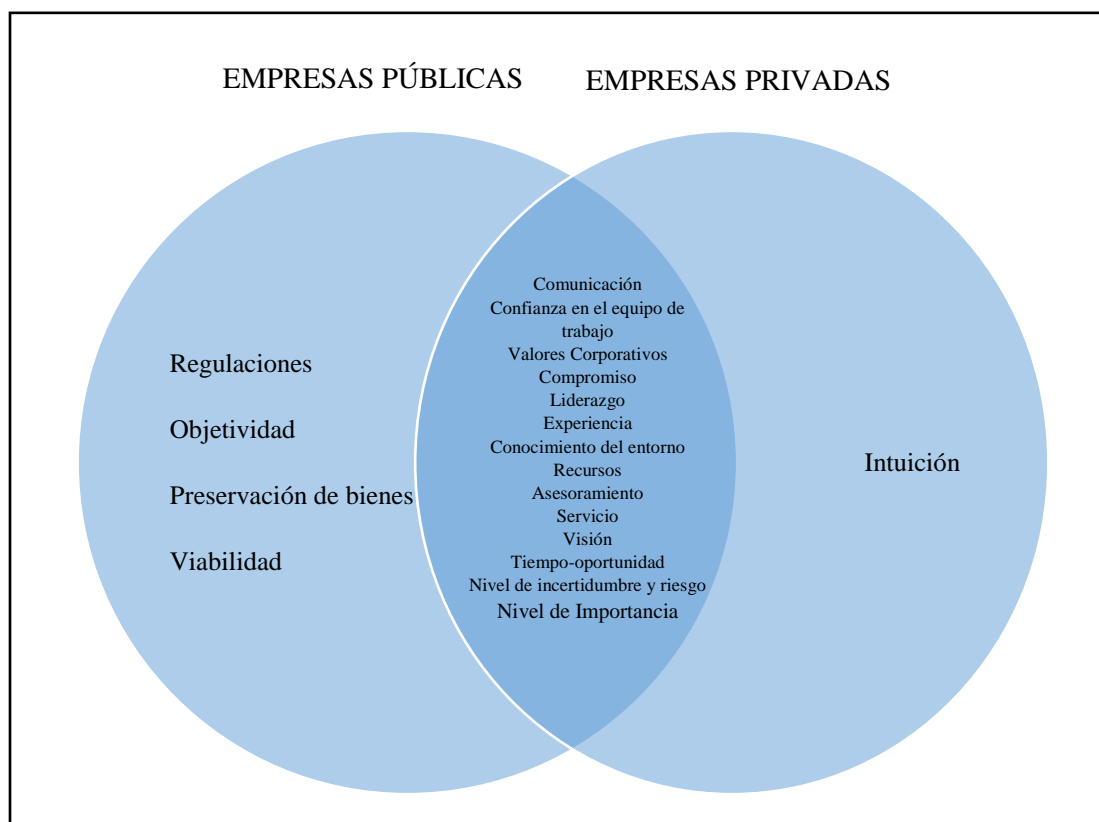 EMPRESAS PÚBLICAS
EMPRESAS PRIVADAS
Regulaciones
Objetividad
Preservación de bienes
Viabilidad
Comunicación
Confianza en el equipo de
trabajo
Valores Corporativos
Compromiso
Liderazgo
Experiencia
Conocimiento del entorno
Recursos
Asesoramiento
Servicio
Visión
Tiempo-oportunidad
Nivel de incertidumbre y riesgo
Nivel de Importancia
Intuición